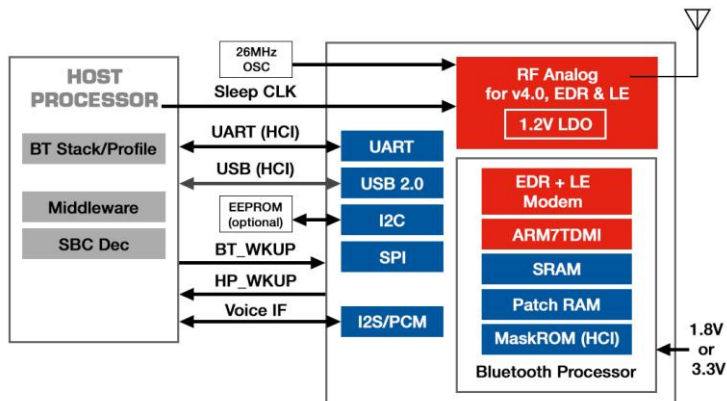 HOST
PROCESSOR
BT Stack/Profile
Middleware
SBC Dec
26MHz
OSC
Sleep CLK
UART (HCI)
USB (HCI)
EEPROM
(optional)
BT_WKUP
HP_WKUP
Voice IF
UART
USB 2.0
I2C
SPI
I2S/PCM
RF Analog
for v4.0, EDR & LE
1.2V LDO
EDR + LE
Modem
ARM7TDMI
SRAM
Patch RAM
MaskROM (HCI)
Bluetooth Processor
1.8V
or
3.3V